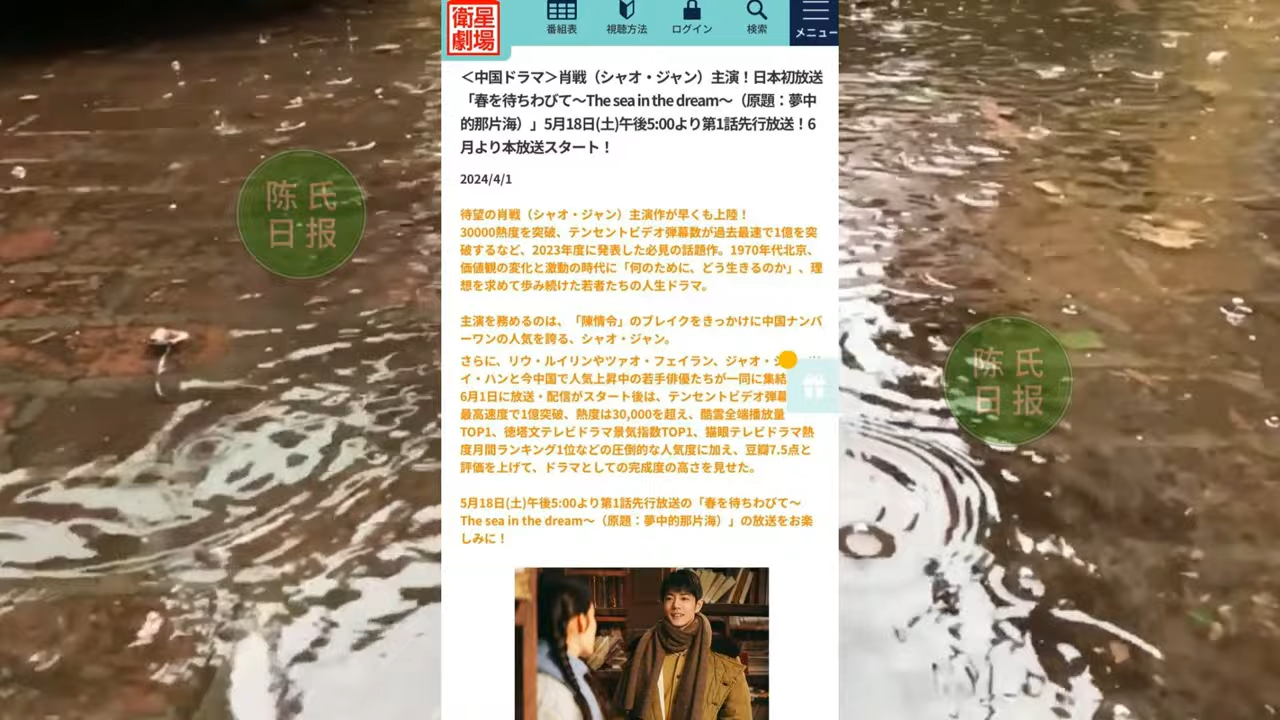 衛星
劇場
番組表
視聴方法
ログイン
検索
メニュー
＜中国ドラマ＞肖戦（シャオ・ジャン）主演！日本初放送
「春を待ちわびて～The sea in the dream～（原題：夢中
的那片海）」5月18日(土)午後5:00より第1話先行放送！6
月より本放送スタート！
2024/4/1
待望の肖戦（シャオ・ジャン）主演作が早くも上陸！
30000熱度を突破、テンセントビデオ弾幕数が過去最速で1億を突
破するなど、2023年度に発表した必見の話題作。1970年代北京、
価値観の変化と激動の時代に「何のために、どう生きるのか」、理
想を求めて歩み続けた若者たちの人生ドラマ。
主演を務めるのは、「陳情令」のブレイクをきっかけに中国ナンバ
ーワンの人気を誇る、シャオ・ジャン。
さらに、リウ・ルイリンやツァオ・フェイラン、ジャオ・シ
イ・ハンと今中国で人気上昇中の若手俳優たちが一同に集結
6月1日に放送・配信がスタート後は、テンセントビデオ弾幕
最高速度で1億突破、熱度は30,000を超え、酷雲全端播放量
TOP1、徳塔文テレビドラマ景気指数TOP1、猫眼テレビドラマ熱
度月間ランキング1位などの圧倒的な人気度に加え、豆瓣7.5点と
評価を上げて、ドラマとしての完成度の高さを見せた。
5月18日(土)午後5:00より第1話先行放送の「春を待ちわびて～
The sea in the dream～（原題：夢中的那片海）」の放送をお楽
しみに！
陈氏
日报
陈氏
日报